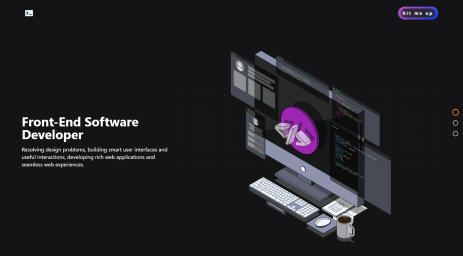 hit me up
Front-End Software
Developer
Resolving design problems, building smart user interfaces and
useful interactions, developing rich web applications and
seamless web experiences.